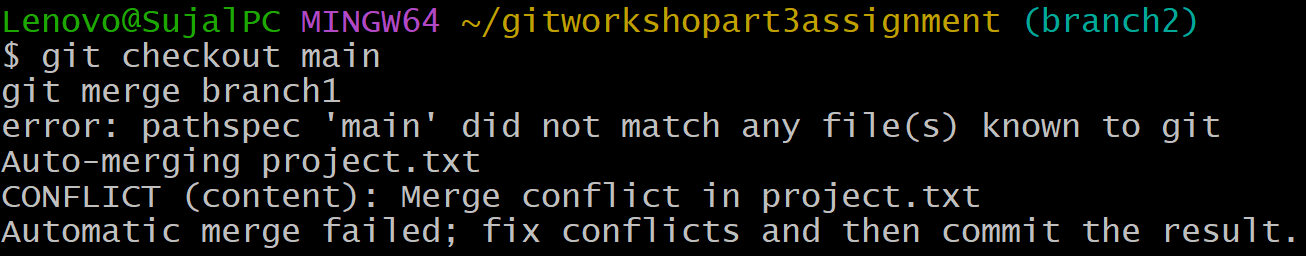 Lenovo@SujalPC MINGW64 ~/gitworkshopart3assignment (branch2)
$ git checkout main
git merge branch1
error: pathspec 'main' did not match any file(s) known to git
Auto-merging project.txt
CONFLICT (content): Merge conflict in project.txt
Automatic merge failed; fix conflicts and then commit the result.